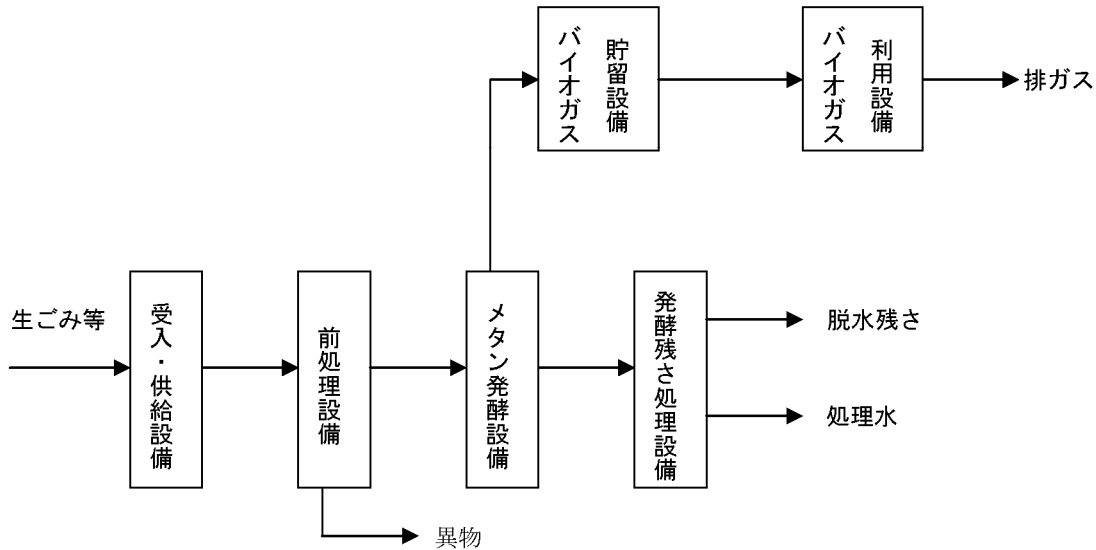 バイオガス
貯留設備
バイオガス
利用設備
排ガス
生ごみ等
受入・供給設備
前処理設備
メタン発酵設備
発酵残さ処理設備
脱水残さ
処理水
異物